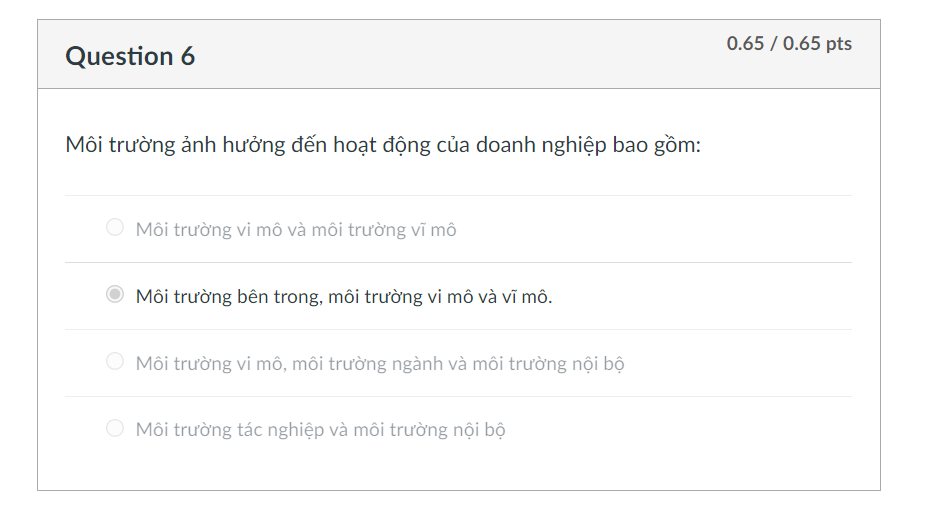 Question 6
0.65 / 0.65 pts
Môi trường ảnh hưởng đến hoạt động của doanh nghiệp bao gồm:
Môi trường vi mô và môi trường vĩ mô
Môi trường bên trong, môi trường vi mô và vĩ mô.
Môi trường vi mô, môi trường ngành và môi trường nội bộ
Môi trường tác nghiệp và môi trường nội bộ